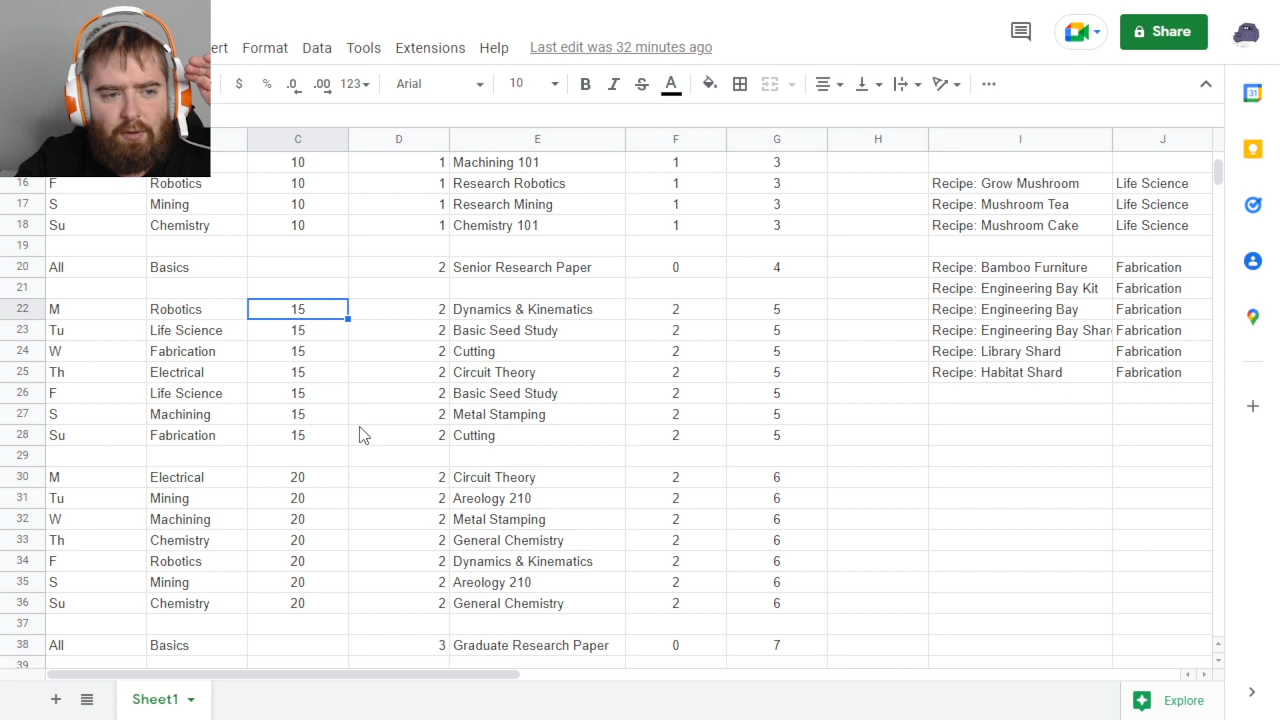 ert Format Data Tools Extensions Help Last edit was 32 minutes ago Share
$ % .0 .00 123 Arial 10 B I S A
C D E F G H I J
10 1 Machining 101 1 3
16 F Robotics 10 1 Research Robotics 1 3 Recipe: Grow Mushroom Life Science
17 S Mining 10 1 Research Mining 1 3 Recipe: Mushroom Tea Life Science
18 Su Chemistry 10 1 Chemistry 101 1 3 Recipe: Mushroom Cake Life Science
19
20 All Basics 2 Senior Research Paper 0 4 Recipe: Bamboo Furniture Fabrication
21 Recipe: Engineering Bay Kit Fabrication
22 M Robotics 15 2 Dynamics & Kinematics 2 5 Recipe: Engineering Bay Fabrication
23 Tu Life Science 15 2 Basic Seed Study 2 5 Recipe: Engineering Bay Shar Fabrication
24 W Fabrication 15 2 Cutting 2 5 Recipe: Library Shard Fabrication
25 Th Electrical 15 2 Circuit Theory 2 5 Recipe: Habitat Shard Fabrication
26 F Life Science 15 2 Basic Seed Study 2 5
27 S Machining 15 2 Metal Stamping 2 5
28 Su Fabrication 15 2 Cutting 2 5
29
30 M Electrical 20 2 Circuit Theory 2 6
31 Tu Mining 20 2 Areology 210 2 6
32 W Machining 20 2 Metal Stamping 2 6
33 Th Chemistry 20 2 General Chemistry 2 6
34 F Robotics 20 2 Dynamics & Kinematics 2 6
35 S Mining 20 2 Areology 210 2 6
36 Su Chemistry 20 2 General Chemistry 2 6
37
38 All Basics 3 Graduate Research Paper 0 7
39
Sheet1 Explore
31